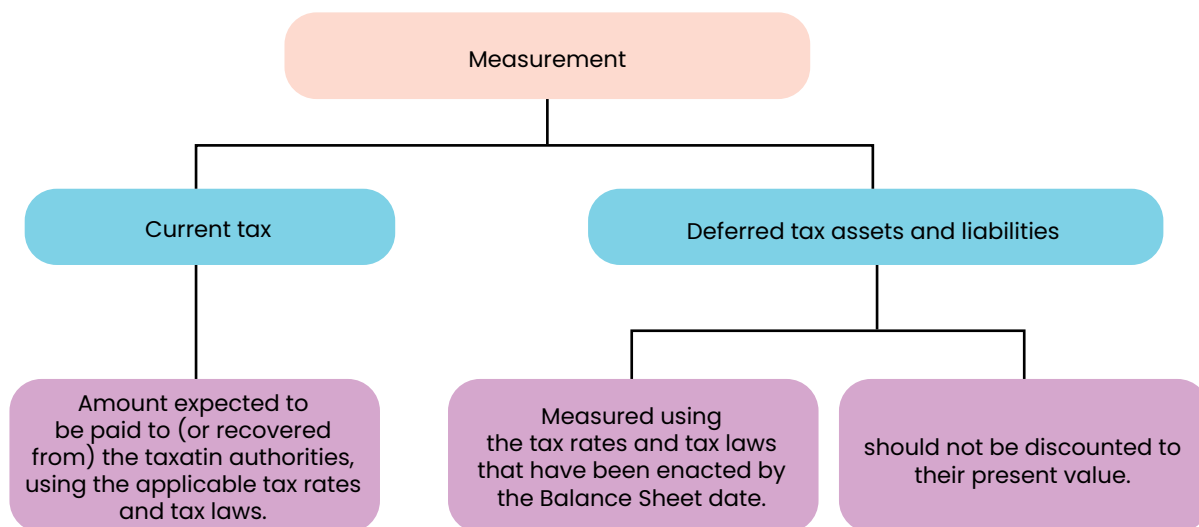 Measurement
Current tax
Deferred tax assets and liabilities
Amount expected to
be paid to (or recovered
from) the taxatin authorities,
using the applicable tax rates
and tax laws.
Measured using
the tax rates and tax laws
that have been enacted by
the Balance Sheet date.
should not be discounted to
their present value.